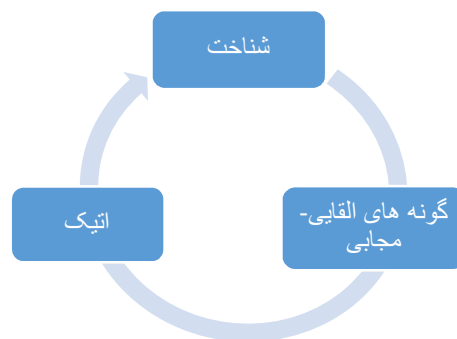 شناخت
گونه های القایی-
مجابی
اتیک